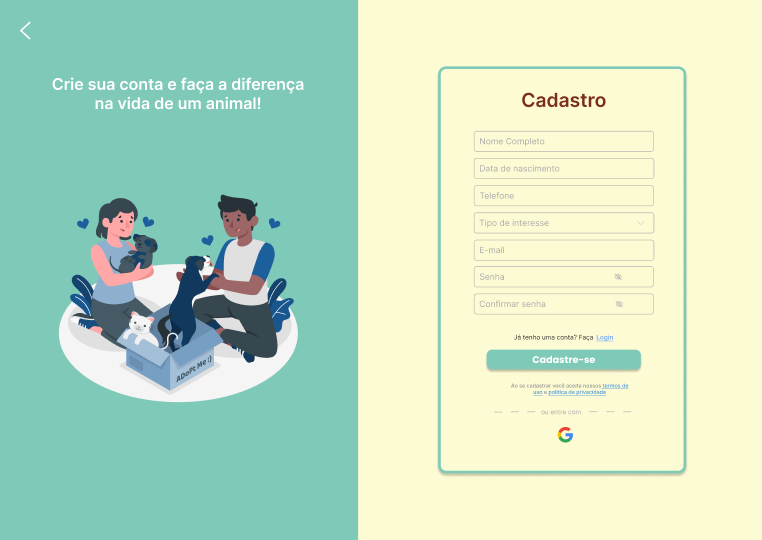 Crie sua conta e faça a diferença
na vida de um animal!
ADoPt Me :)
Cadastro
Nome Completo
Data de nascimento
Telefone
Tipo de interesse
E-mail
Senha
Confirmar senha
Já tenho uma conta? Faça Login
Cadastre-se
Ao se cadastrar você aceita nossos termos de
uso e política de privacidade
ou entre com